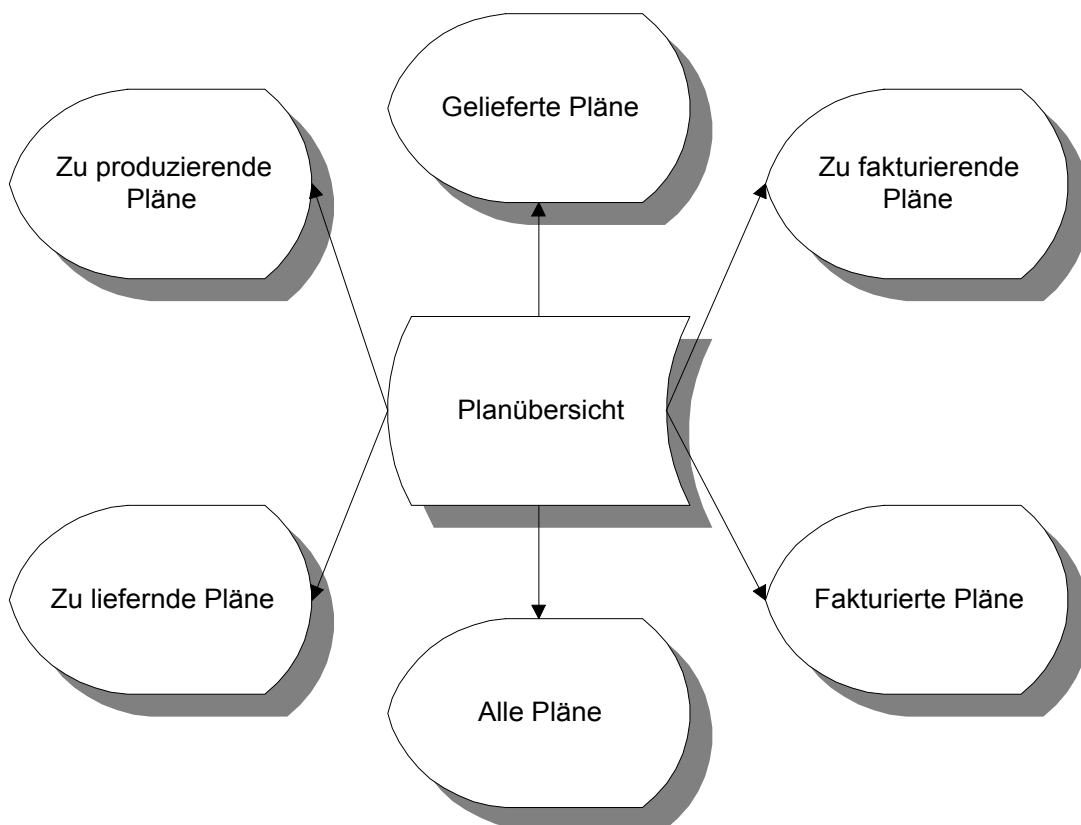 Gelieferte Pläne
Zu produzierende
Pläne
Zu fakturierende
Pläne
Planübersicht
Zu liefernde Pläne
Fakturierte Pläne
Alle Pläne